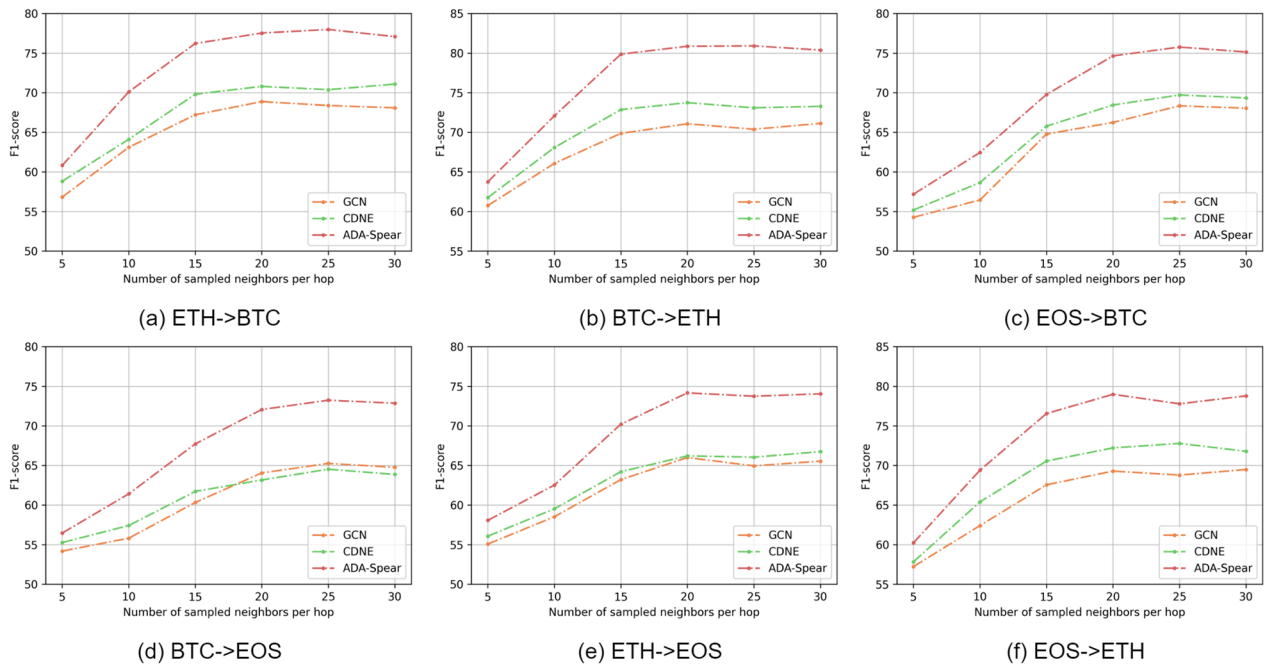 80
75
70
65
60
55
50
F1-score
5 10 15 20 25 30
Number of sampled neighbors per hop
GCN
CDNE
ADA-Spear
(a) ETH->BTC
85
80
75
70
65
60
55
F1-score
5 10 15 20 25 30
Number of sampled neighbors per hop
GCN
CDNE
ADA-Spear
(b) BTC->ETH
80
75
70
65
60
55
50
F1-score
5 10 15 20 25 30
Number of sampled neighbors per hop
GCN
CDNE
ADA-Spear
(c) EOS->BTC
80
75
70
65
60
55
50
F1-score
5 10 15 20 25 30
Number of sampled neighbors per hop
GCN
CDNE
ADA-Spear
(d) BTC->EOS
80
75
70
65
60
55
50
F1-score
5 10 15 20 25 30
Number of sampled neighbors per hop
GCN
CDNE
ADA-Spear
(e) ETH->EOS
85
80
75
70
65
60
55
F1-score
5 10 15 20 25 30
Number of sampled neighbors per hop
GCN
CDNE
ADA-Spear
(f) EOS->ETH